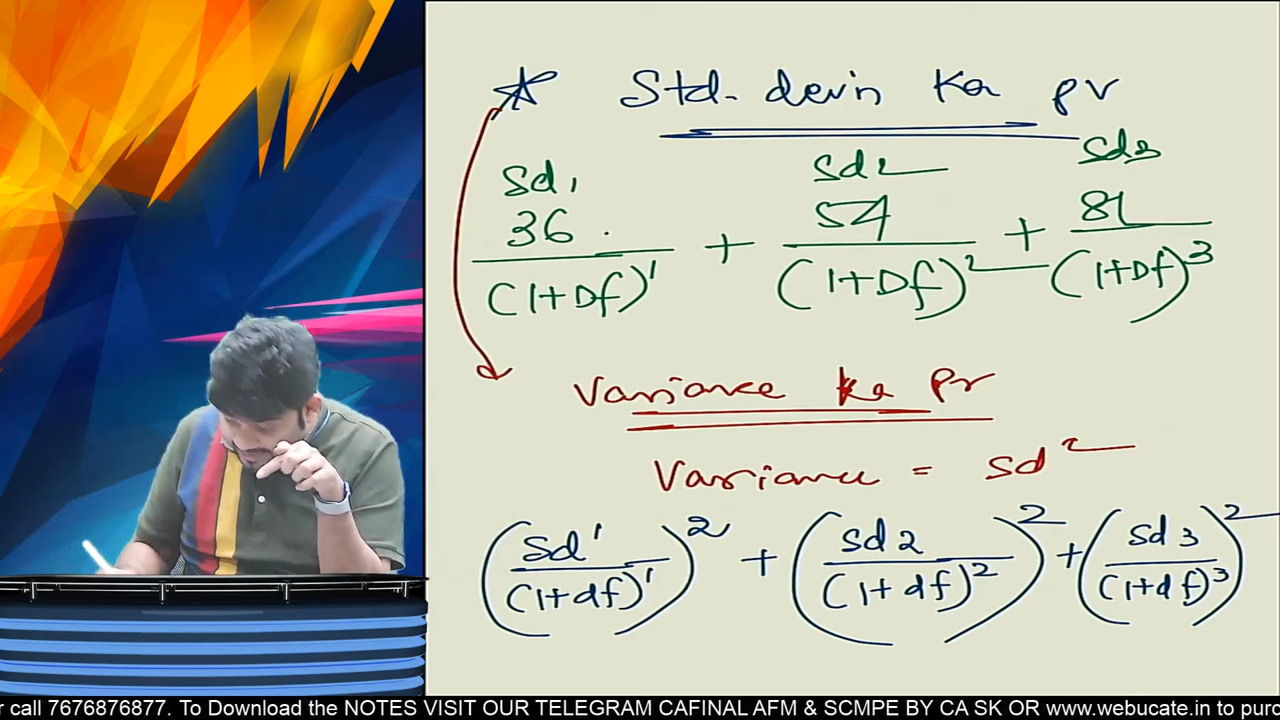 ☆ Std. devin Ka pv
sd1 sd2 sd3
36 / (1+Df)¹ + 54 / (1+Df)² + 81 / (1+Df)³
Variance Ka Pv
Variance = sd²
(sd1 / (1+df)¹)² + (sd2 / (1+df)²)² + (sd3 / (1+df)³)²
r call 7676876877. To Download the NOTES VISIT OUR TELEGRAM CAFINAL AFM & SCMPE BY CA SK OR www.webucate.in to purc